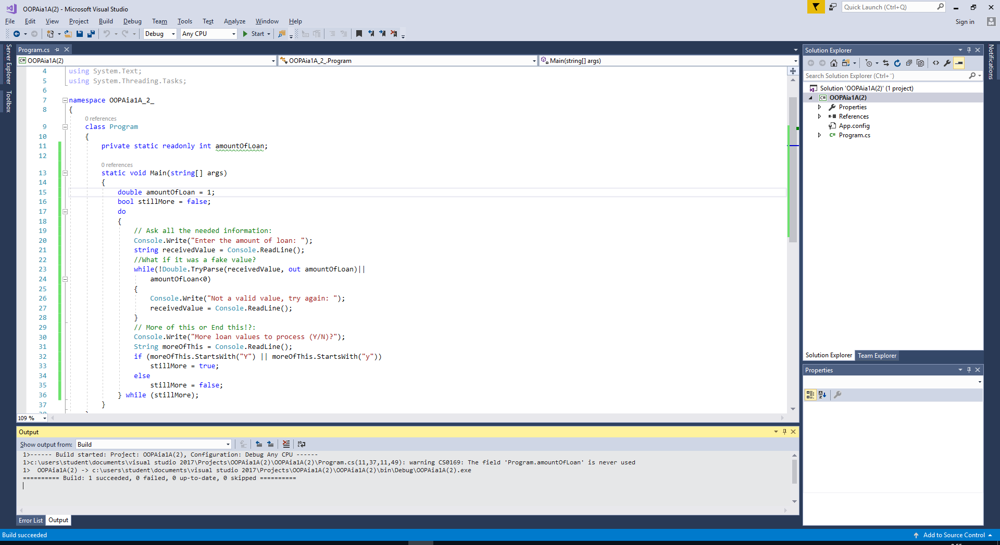 OOPAia1A(2) - Microsoft Visual Studio
Quick Launch (Ctrl+Q)
File Edit View Project Build Debug Team Tools Test Analyze Window Help
Sign in
Debug Any CPU Start
Server Explorer
Toolbox
Notifications
Program.cs
OOPAia1A(2) OOPAia1A_2_.Program Main(string[] args)
4 using System.Text;
5 using System.Threading.Tasks;
6
7 namespace OOPAia1A_2_
8 {
0 references
9 class Program
10 {
11 private static readonly int amountOfLoan;
12
0 references
13 static void Main(string[] args)
14 {
15 double amountOfLoan = 1;
16 bool stillMore = false;
17 do
18 {
19 // Ask all the needed information:
20 Console.Write("Enter the amount of loan: ");
21 string receivedValue = Console.ReadLine();
22 //What if it was a fake value?
23 while(!Double.TryParse(receivedValue, out amountOfLoan)||
24 amountOfLoan<0)
25 {
26 Console.Write("Not a valid value, try again: ");
27 receivedValue = Console.ReadLine();
28 }
29 // More of this or End this!?:
30 Console.Write("More loan values to process (Y/N)?");
31 String moreOfThis = Console.ReadLine();
32 if (moreOfThis.StartsWith("Y") || moreOfThis.StartsWith("y"))
33 stillMore = true;
34 else
35 stillMore = false;
36 } while (stillMore);
37 }
109 %
Output
Show output from: Build
1>------ Build started: Project: OOPAia1A(2), Configuration: Debug Any CPU ------
1>c:\users\student\documents\visual studio 2017\Projects\OOPAia1A(2)\OOPAia1A(2)\Program.cs(11,37,11,49): warning CS0169: The field 'Program.amountOfLoan' is never used
1> OOPAia1A(2) -> c:\users\student\documents\visual studio 2017\Projects\OOPAia1A(2)\OOPAia1A(2)\bin\Debug\OOPAia1A(2).exe
========== Build: 1 succeeded, 0 failed, 0 up-to-date, 0 skipped ==========
Error List Output
Solution Explorer
Search Solution Explorer (Ctrl+¨)
Solution 'OOPAia1A(2)' (1 project)
C# OOPAia1A(2)
Properties
References
App.config
C# Program.cs
Solution Explorer Team Explorer
Properties
Build succeeded
Add to Source Control